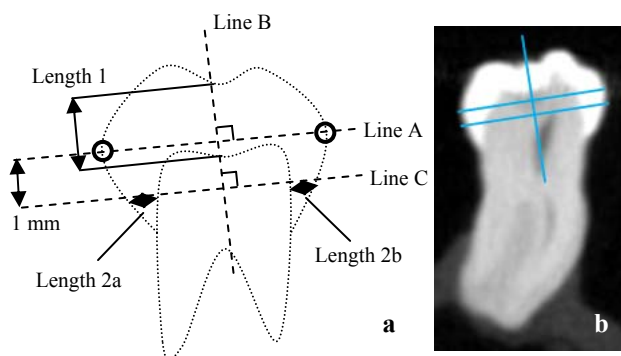 Line B
Length 1
Line A
Line C
1 mm
Length 2a
Length 2b
a
b